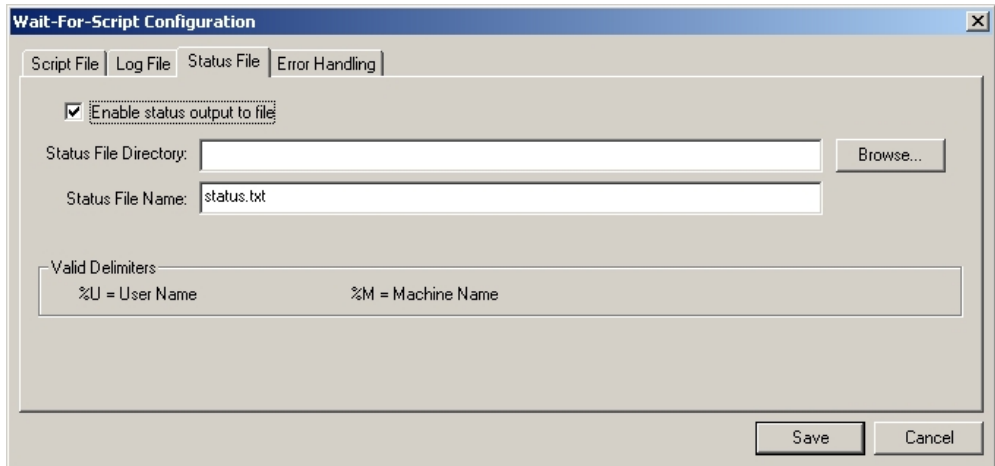 Wait-For-Script Configuration
Script File Log File Status File Error Handling
Enable status output to file
Status File Directory: Browse...
Status File Name: status.txt
Valid Delimiters
%U = User Name %M = Machine Name
Save Cancel